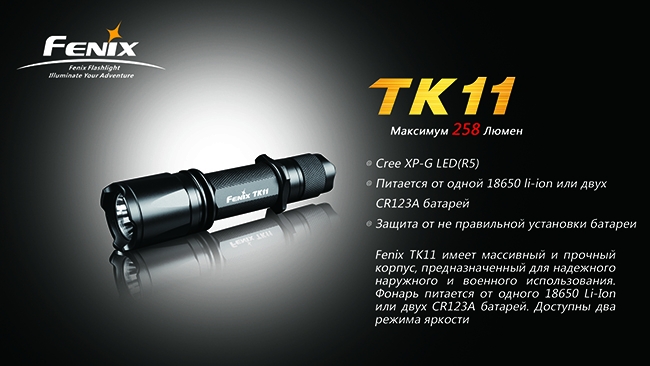 FENIX
Fenix Flashlight
Illuminate Your Adventure
TK11
Максимум 258 Люмен
Cree XP-G LED(R5)
Питается от одной 18650 li-ion или двух
CR123A батарей
Защита от не правильной установки батареи
FENIX TK11
Fenix TK11 имеет массивный и прочный
корпус, предназначенный для надежного
наружного и военного использования.
Фонарь питается от одного 18650 Li-Ion
или двух CR123A батарей. Доступны два
режима яркости